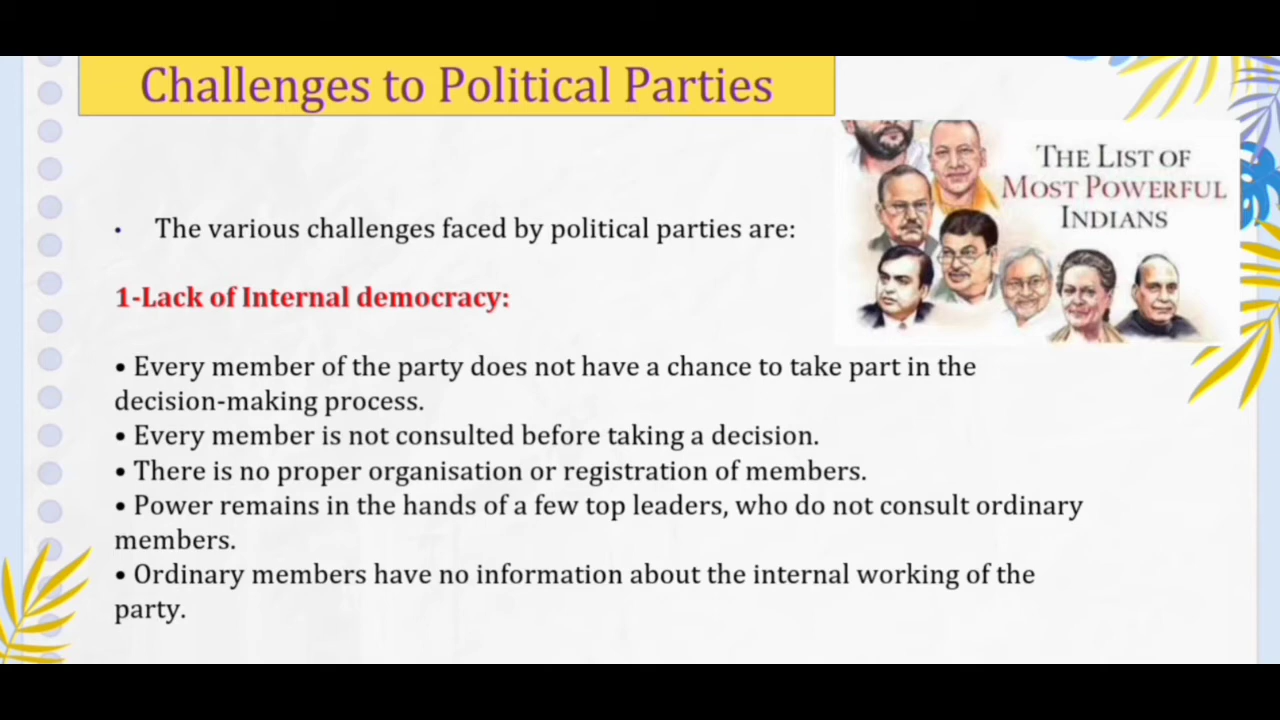 Challenges to Political Parties
THE LIST OF
MOST POWERFUL
INDIANS
• The various challenges faced by political parties are:
1-Lack of Internal democracy:
• Every member of the party does not have a chance to take part in the
decision-making process.
• Every member is not consulted before taking a decision.
• There is no proper organisation or registration of members.
• Power remains in the hands of a few top leaders, who do not consult ordinary
members.
• Ordinary members have no information about the internal working of the
party.